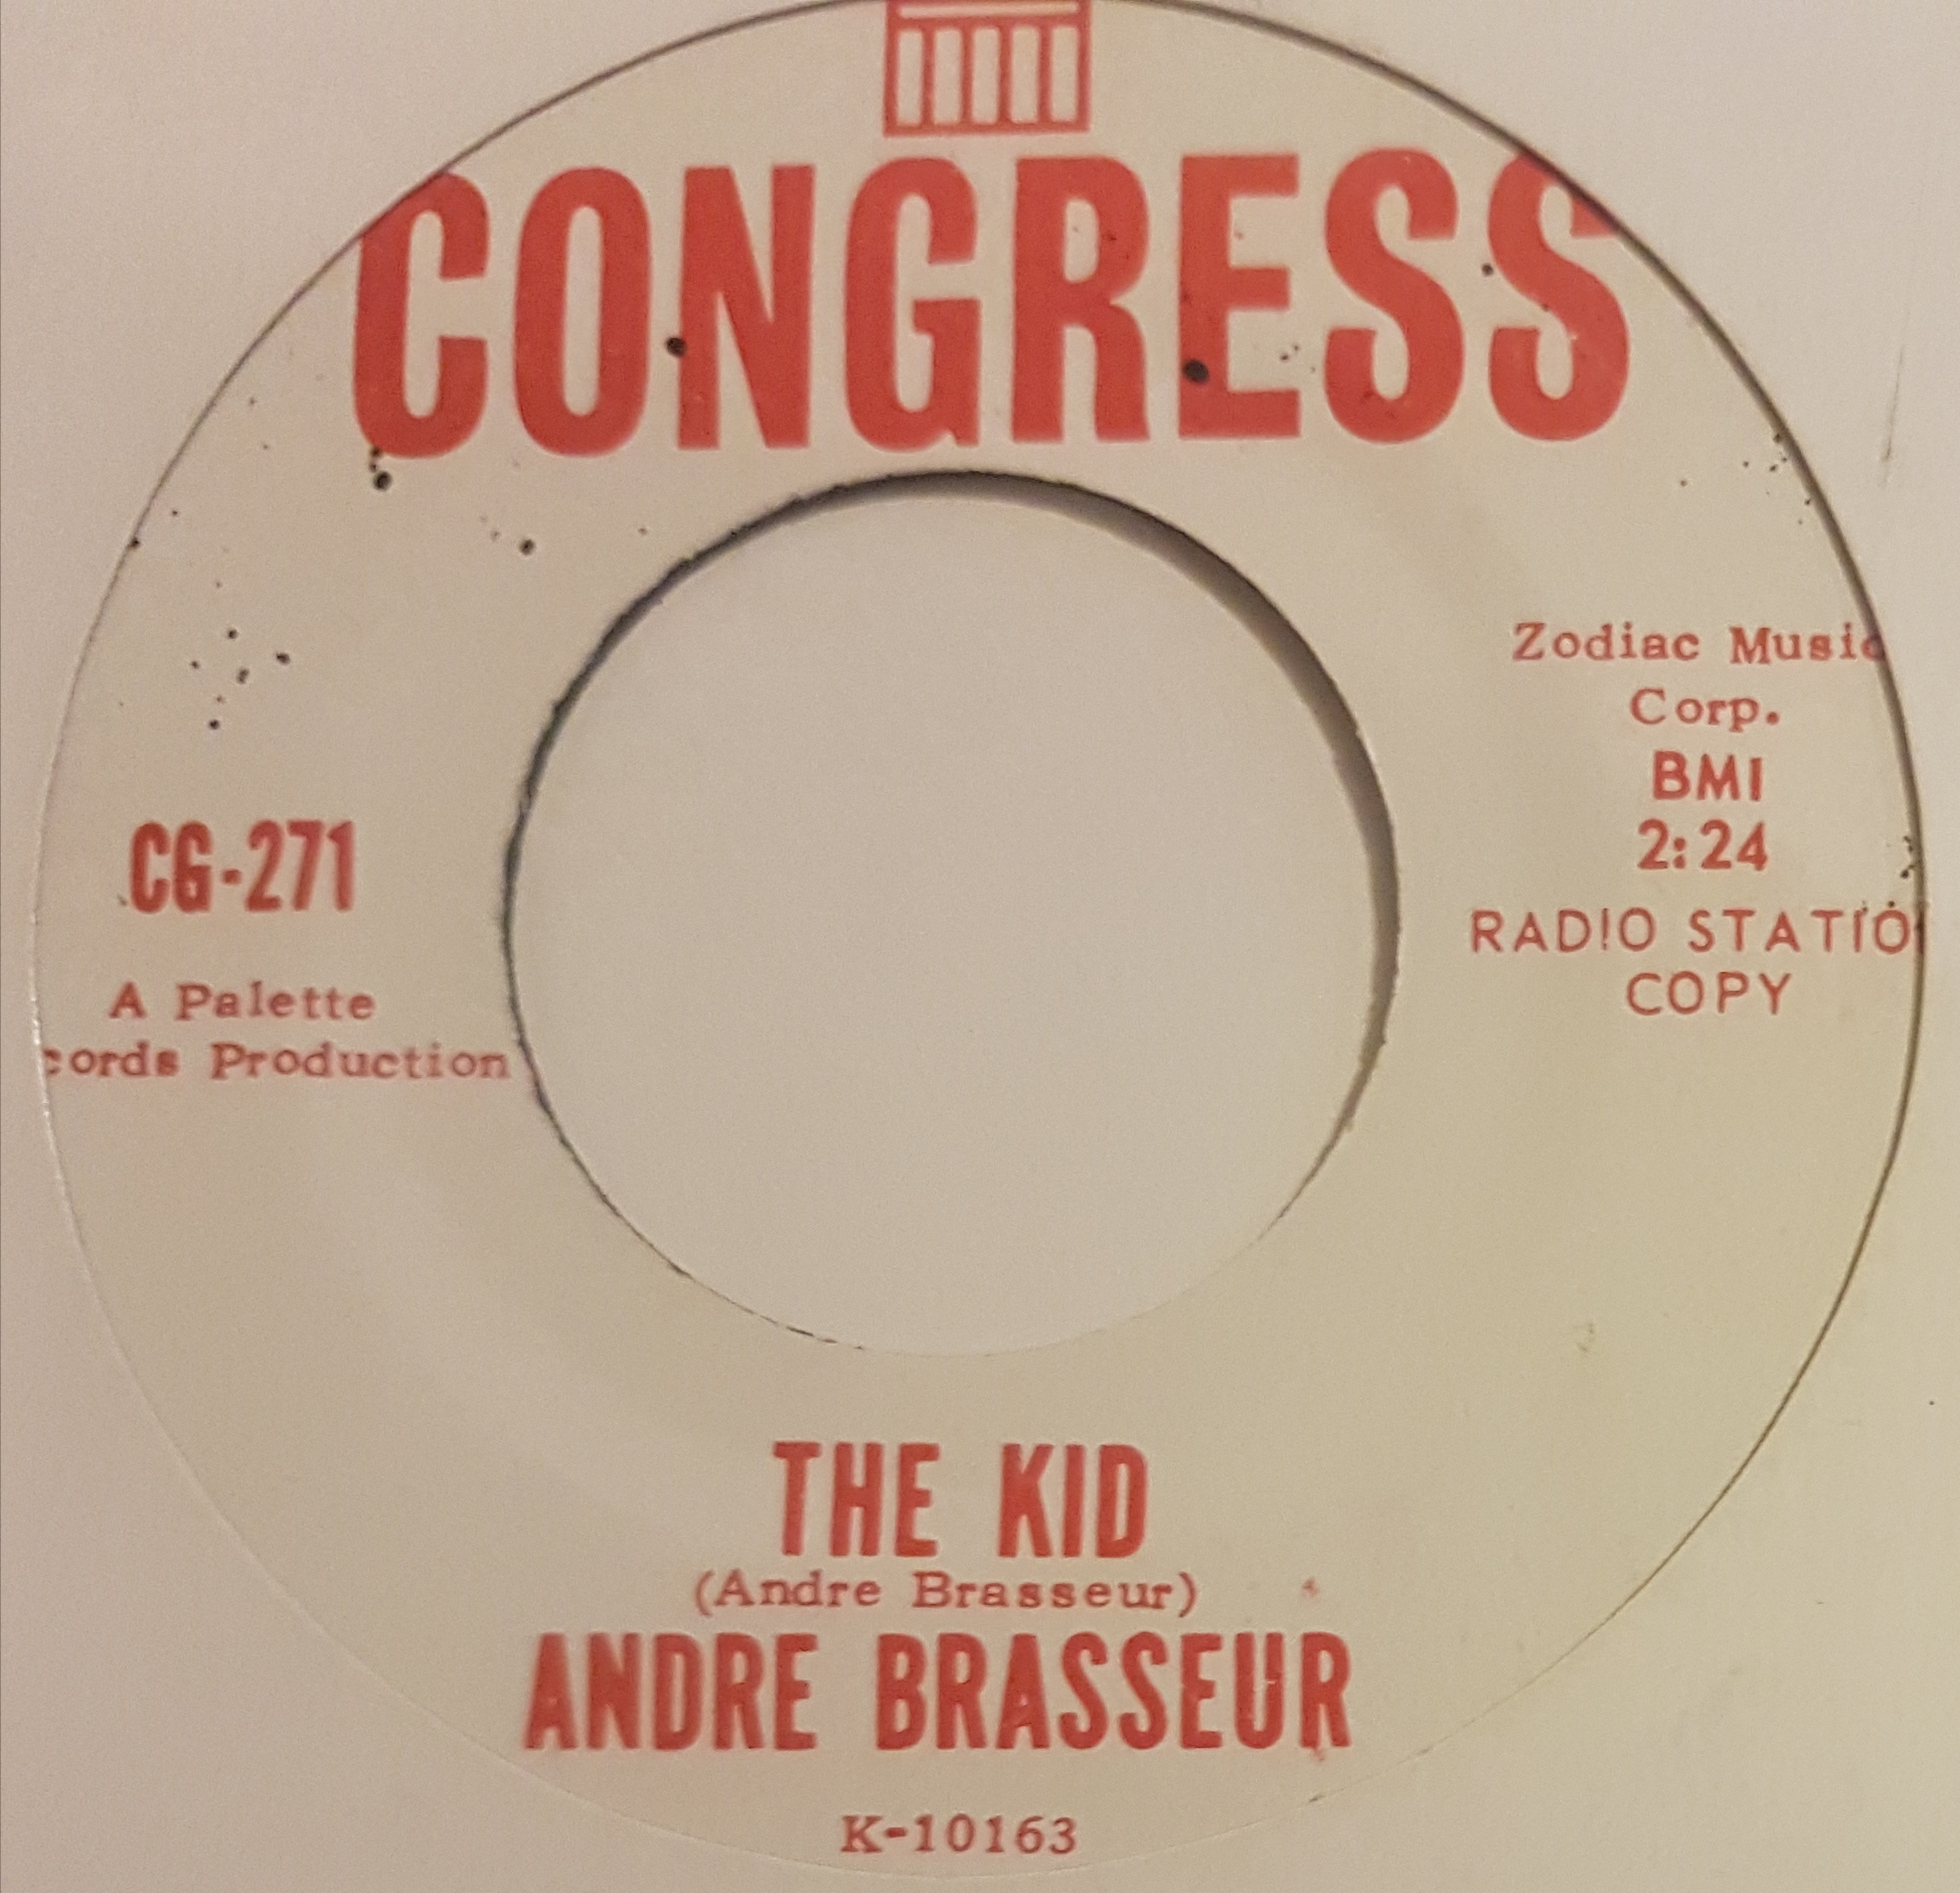 CONGRESS
CG-271
A Palette
cords Production
Zodiac Music
Corp.
BMI
2:24
RADIO STATIO
COPY
THE KID
(Andre Brasseur)
ANDRE BRASSEUR
K-10163